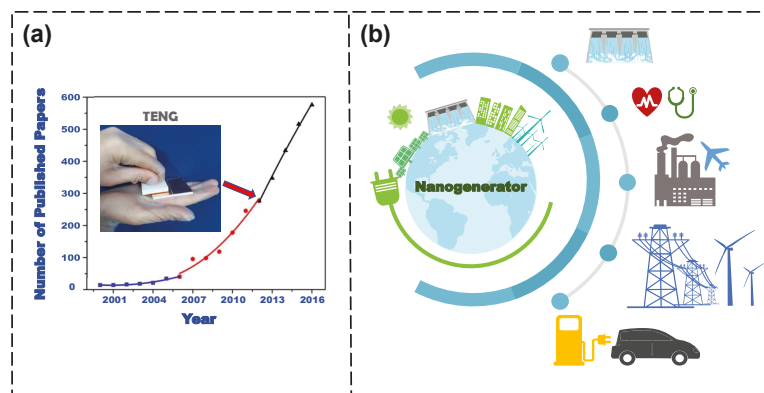 (a)
TENG
Number of Published Papers
600
500
400
300
200
100
0
2001 2004 2007 2010 2013 2016
Year
(b)
Nanogenerator